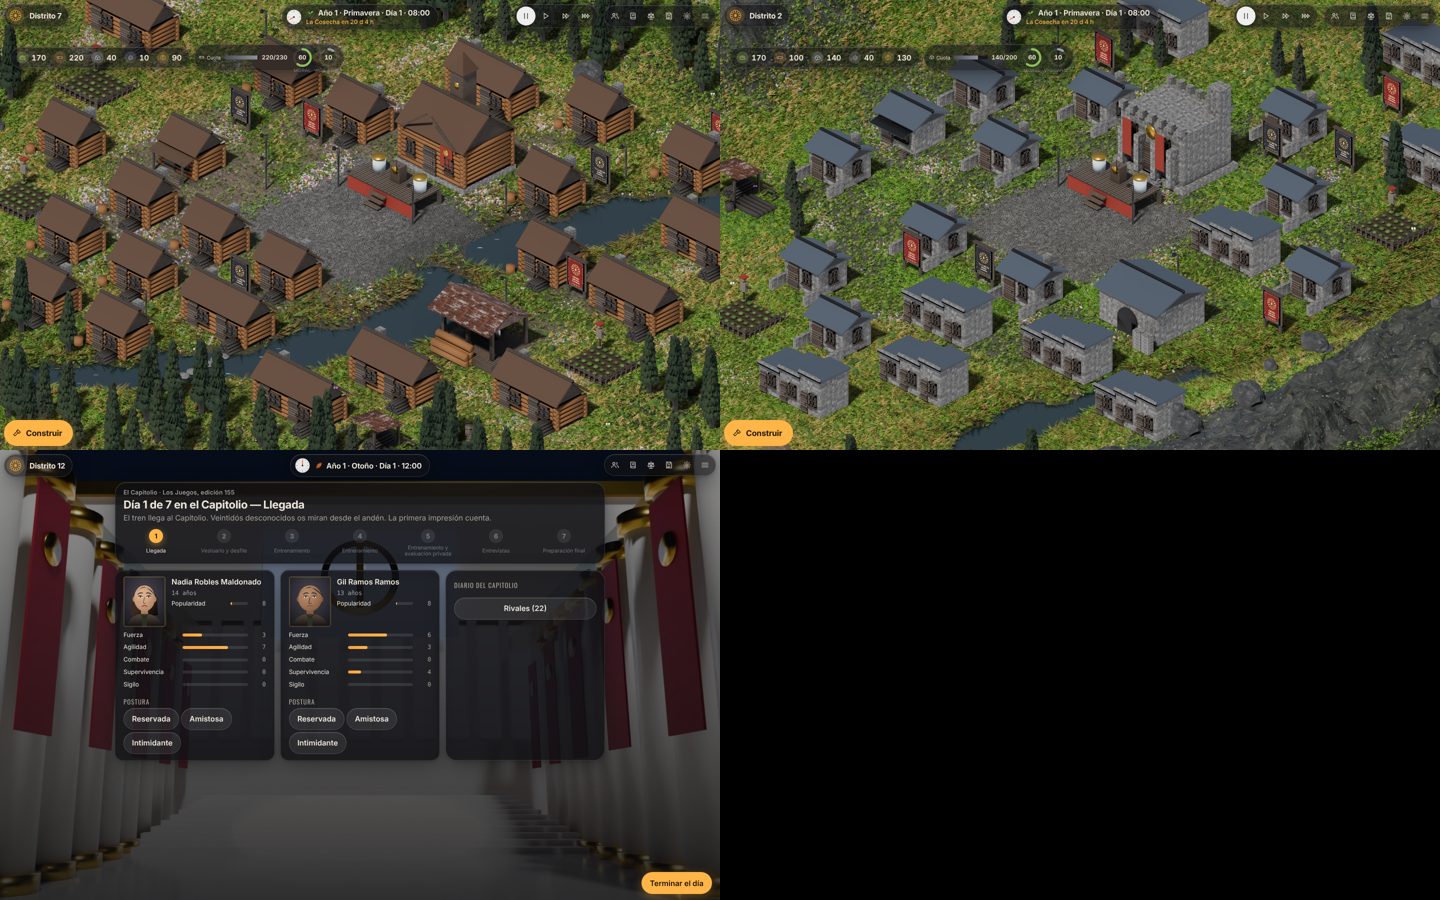 Distrito 7
Año 1 · Primavera · Día 1 · 08:00
La Cosecha en 20 d 4 h
170 220 40 10 90
Cuota 220/230 60 10
Construir
Distrito 2
Año 1 · Primavera · Día 1 · 08:00
La Cosecha en 20 d 4 h
170 100 140 40 130
Cuota 140/200 60 10
Construir
Distrito 12
Año 1 · Otoño · Día 1 · 12:00
El Capitolio · Los Juegos, edición 155
Día 1 de 7 en el Capitolio — Llegada
El tren llega al Capitolio. Veintidós desconocidos os miran desde el andén. La primera impresión cuenta.
1 2 3 4 5 6 7
Llegada
Vestuario y desfile
Entrenamiento
Entrenamiento
Entrenamiento y evaluación privada
Entrevistas
Preparación final
Nadia Robles Maldonado
14 años
Popularidad 8
Fuerza 3
Agilidad 7
Combate 0
Supervivencia 0
Sigilo 0
POSTURA
Reservada
Amistosa
Intimidante
Gil Ramos Ramos
13 años
Popularidad 8
Fuerza 6
Agilidad 3
Combate 0
Supervivencia 4
Sigilo 0
POSTURA
Reservada
Amistosa
Intimidante
DIARIO DEL CAPITOLIO
Rivales (22)
Terminar el día